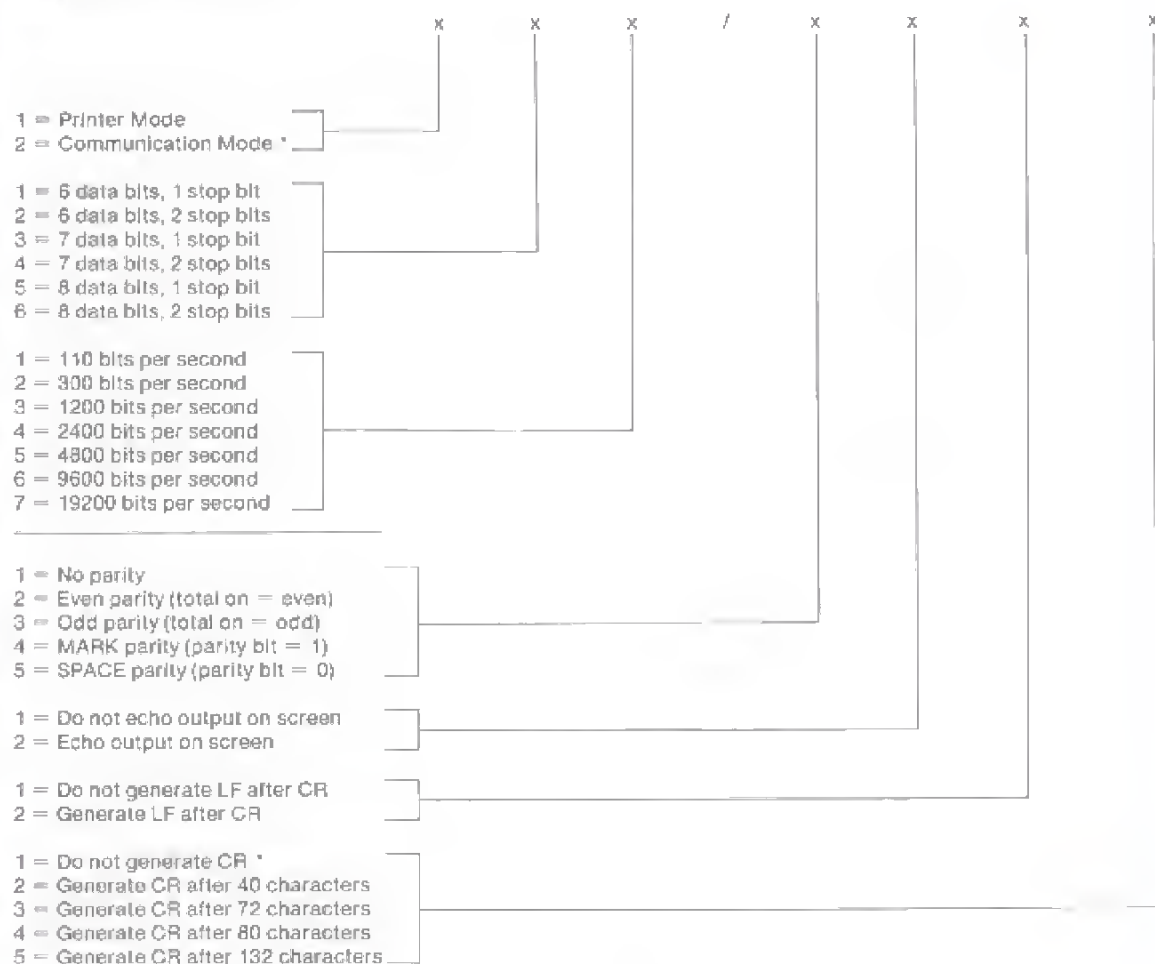 x x x / x x x x
1 = Printer Mode
2 = Communication Mode *
1 = 6 data bits, 1 stop bit
2 = 6 data bits, 2 stop bits
3 = 7 data bits, 1 stop bit
4 = 7 data bits, 2 stop bits
5 = 8 data bits, 1 stop bit
6 = 8 data bits, 2 stop bits
1 = 110 bits per second
2 = 300 bits per second
3 = 1200 bits per second
4 = 2400 bits per second
5 = 4800 bits per second
6 = 9600 bits per second
7 = 19200 bits per second
1 = No parity
2 = Even parity (total on = even)
3 = Odd parity (total on = odd)
4 = MARK parity (parity bit = 1)
5 = SPACE parity (parity bit = 0)
1 = Do not echo output on screen
2 = Echo output on screen
1 = Do not generate LF after CR
2 = Generate LF after CR
1 = Do not generate CR *
2 = Generate CR after 40 characters
3 = Generate CR after 72 characters
4 = Generate CR after 80 characters
5 = Generate CR after 132 characters